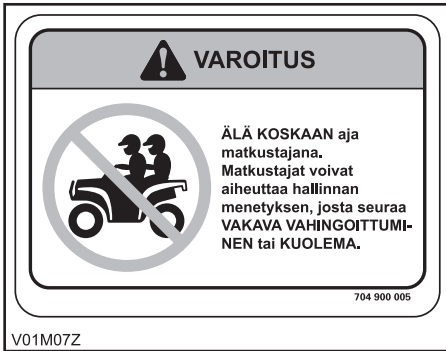 VAROITUS
ÄLÄ KOSKAAN aja
matkustajana.
Matkustajat voivat
aiheuttaa hallinnan
menetyksen, josta seuraa
VAKAVA VAHINGOITTUMI-
NEN tai KUOLEMA.
704 900 005
V01M07Z